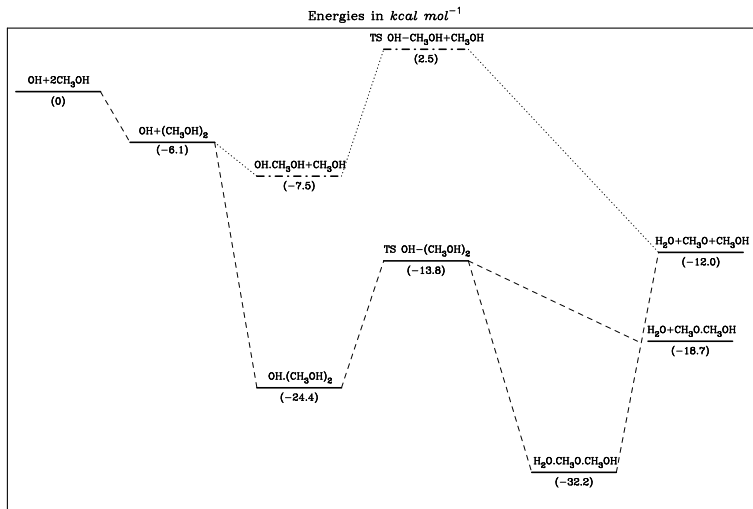 Energies in kcal mol⁻¹
TS OH−CH₃OH+CH₃OH
(2.5)
OH+2CH₃OH
(0)
OH+(CH₃OH)₂
(−6.1)
OH.CH₃OH+CH₃OH
(−7.5)
H₂O+CH₃O+CH₃OH
(−12.0)
TS OH−(CH₃OH)₂
(−13.8)
H₂O+CH₃O.CH₃OH
(−16.7)
OH.(CH₃OH)₂
(−24.4)
H₂O.CH₃O.CH₃OH
(−32.2)